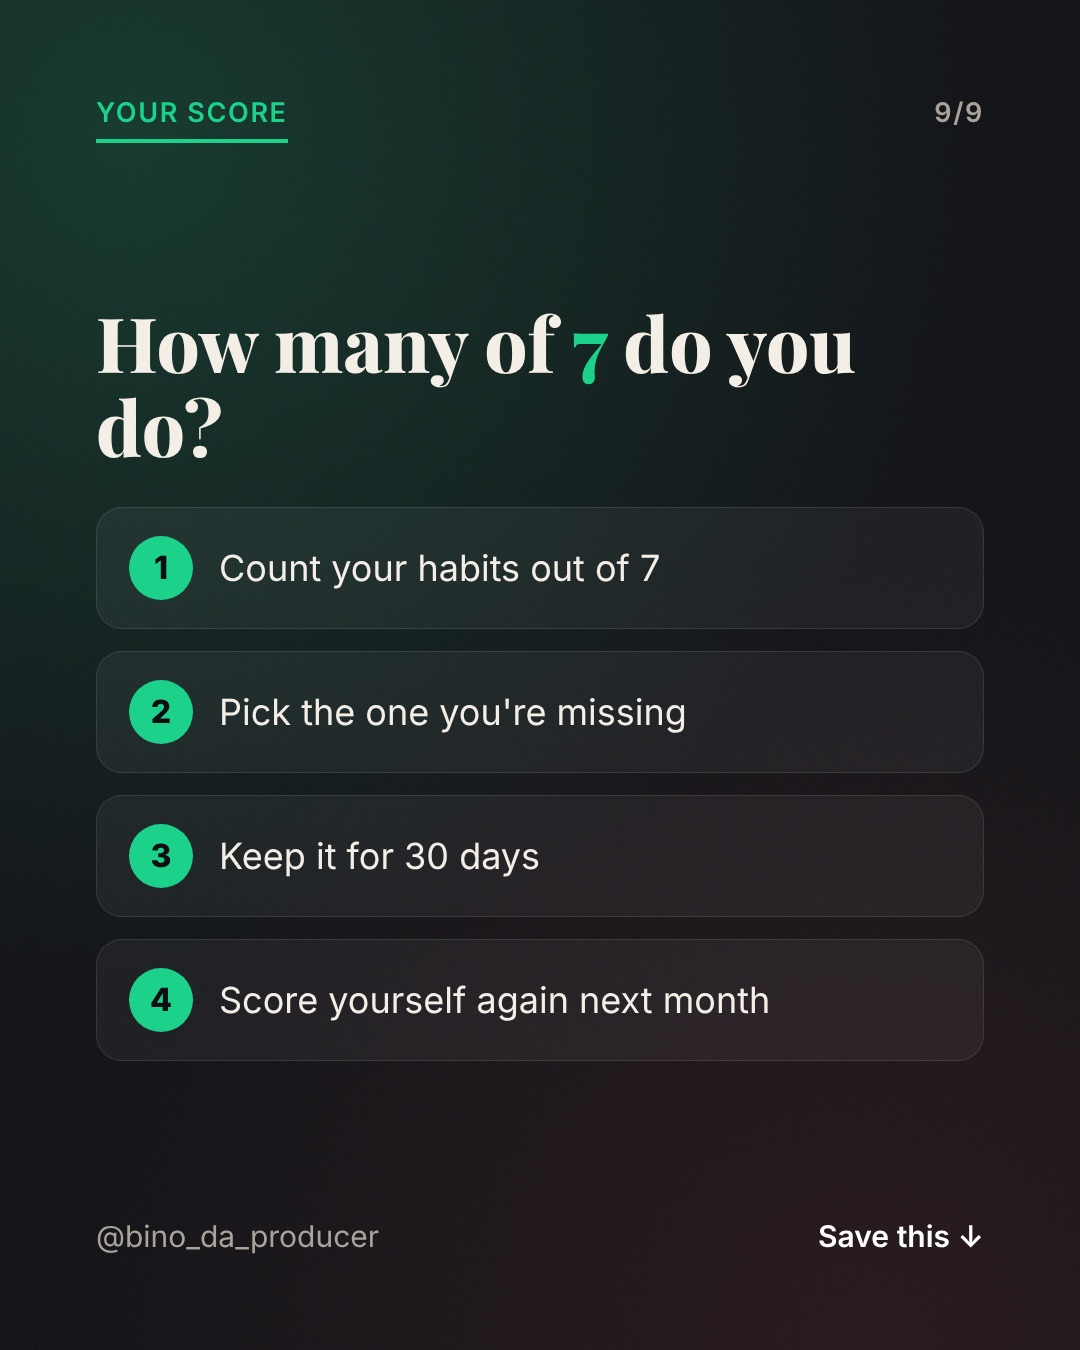 YOUR SCORE
9/9
How many of 7 do you
do?
1 Count your habits out of 7
2 Pick the one you're missing
3 Keep it for 30 days
4 Score yourself again next month
@bino_da_producer
Save this ↓